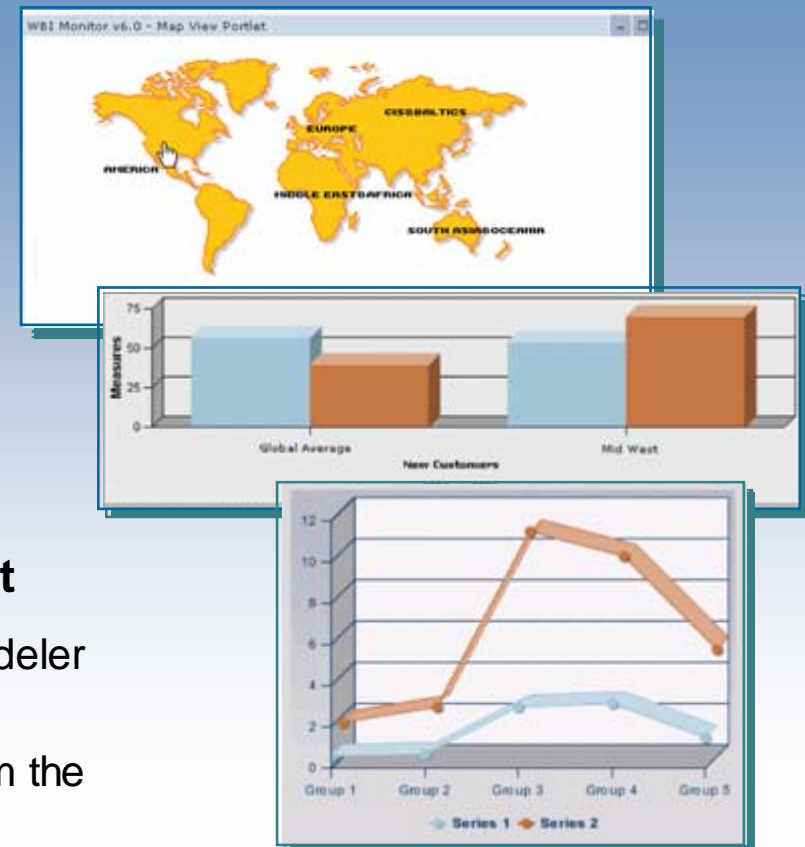 WBI Monitor v6.0 - Map View Portlet
CIS&BALTICS
EUROPE
AMERICA
MIDDLE EAST&AFRICA
SOUTH ASIA&OCEANIA
75
50
25
0
Measures
Global Average
Mid West
New Customers
t
deler
m the
12
10
8
6
4
2
0
Group 1 Group 2 Group 3 Group 4 Group 5
Series 1 Series 2